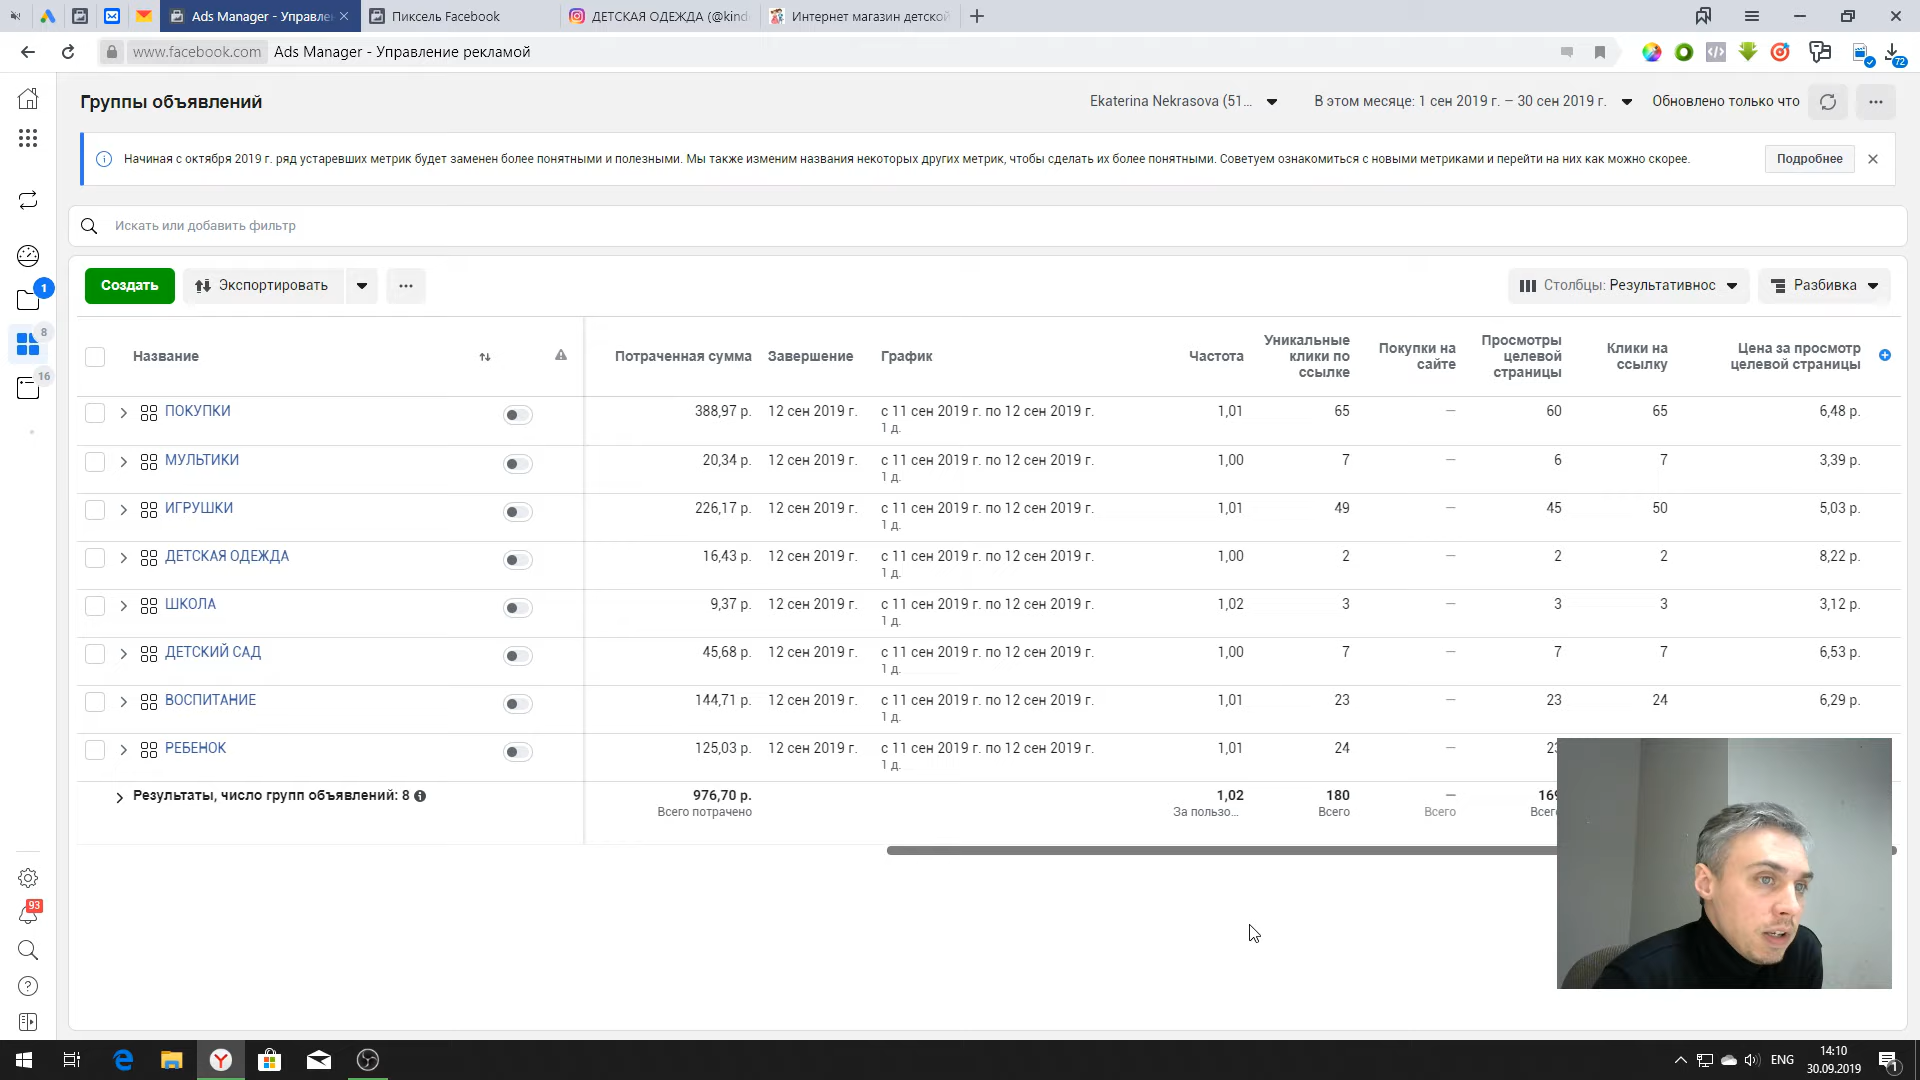 Ads Manager - Управле
Пиксель Facebook
ДЕТСКАЯ ОДЕЖДА (@kind
Интернет магазин детской
www.facebook.com
Ads Manager - Управление рекламой
72
Группы объявлений
Ekaterina Nekrasova (51...
В этом месяце: 1 сен 2019 г. – 30 сен 2019 г.
Обновлено только что
Начиная с октября 2019 г. ряд устаревших метрик будет заменен более понятными и полезными. Мы также изменим названия некоторых других метрик, чтобы сделать их более понятными. Советуем ознакомиться с новыми метриками и перейти на них как можно скорее.
Подробнее
Искать или добавить фильтр
1
8
16
Создать
Экспортировать
Столбцы: Результативнос
Разбивка
Название
Потраченная сумма
Завершение
График
Частота
Уникальные клики по ссылке
Покупки на сайте
Просмотры целевой страницы
Клики на ссылку
Цена за просмотр целевой страницы
ПОКУПКИ 388,97 р. 12 сен 2019 г. с 11 сен 2019 г. по 12 сен 2019 г. 1,01 65 — 60 65 6,48 р.
1 д.
МУЛЬТИКИ 20,34 р. 12 сен 2019 г. с 11 сен 2019 г. по 12 сен 2019 г. 1,00 7 — 6 7 3,39 р.
1 д.
ИГРУШКИ 226,17 р. 12 сен 2019 г. с 11 сен 2019 г. по 12 сен 2019 г. 1,01 49 — 45 50 5,03 р.
1 д.
ДЕТСКАЯ ОДЕЖДА 16,43 р. 12 сен 2019 г. с 11 сен 2019 г. по 12 сен 2019 г. 1,00 2 — 2 2 8,22 р.
1 д.
ШКОЛА 9,37 р. 12 сен 2019 г. с 11 сен 2019 г. по 12 сен 2019 г. 1,02 3 — 3 3 3,12 р.
1 д.
ДЕТСКИЙ САД 45,68 р. 12 сен 2019 г. с 11 сен 2019 г. по 12 сен 2019 г. 1,00 7 — 7 7 6,53 р.
1 д.
ВОСПИТАНИЕ 144,71 р. 12 сен 2019 г. с 11 сен 2019 г. по 12 сен 2019 г. 1,01 23 — 23 24 6,29 р.
1 д.
РЕБЕНОК 125,03 р. 12 сен 2019 г. с 11 сен 2019 г. по 12 сен 2019 г. 1,01 24 — 23
1 д.
Результаты, число групп объявлений: 8 976,70 р. 1,02 180 — 169
Всего потрачено За пользо... Всего Всего Всег
93
ENG
14:10
30.09.2019
1